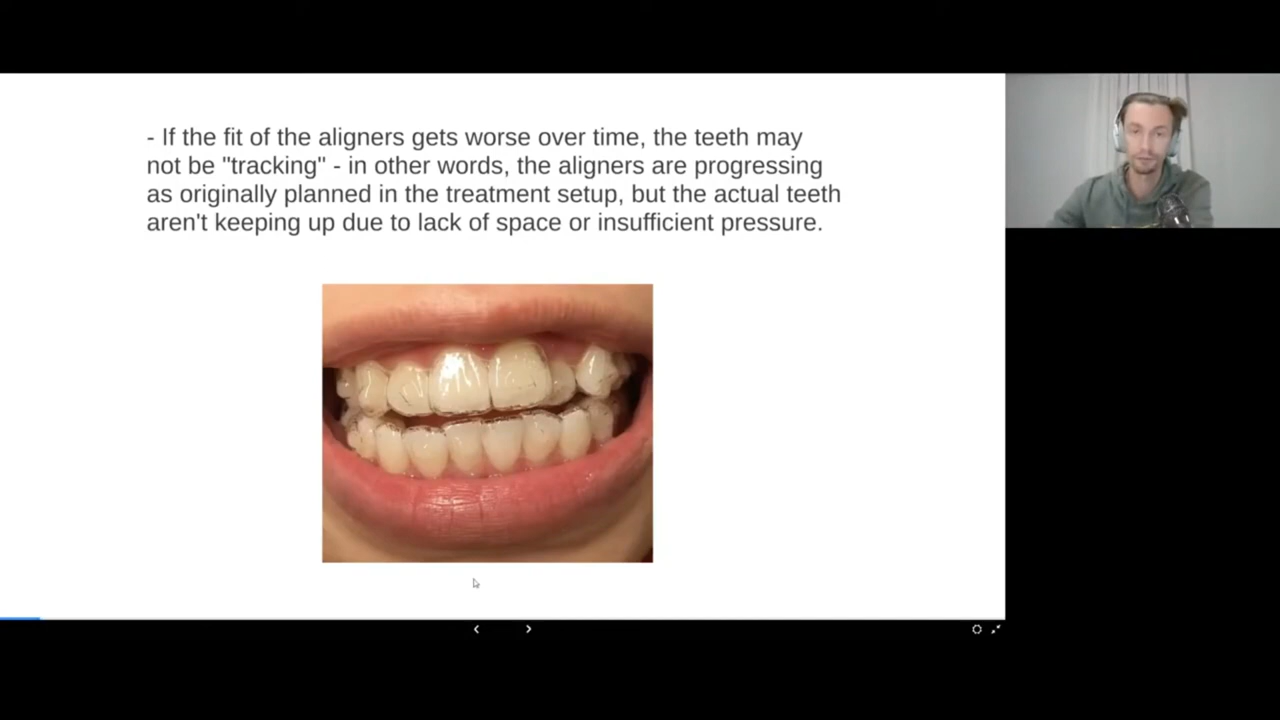 - If the fit of the aligners gets worse over time, the teeth may
not be "tracking" - in other words, the aligners are progressing
as originally planned in the treatment setup, but the actual teeth
aren't keeping up due to lack of space or insufficient pressure.